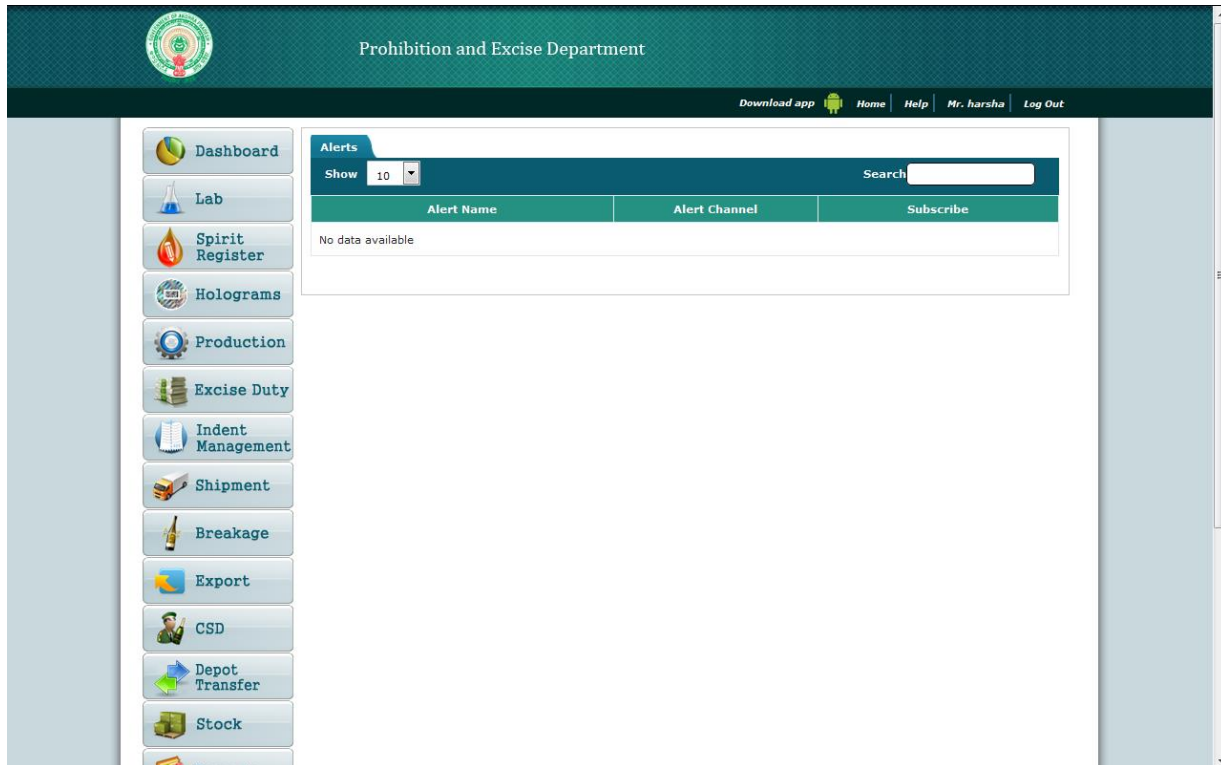 Prohibition and Excise Department
Download app Home Help Mr. harsha Log Out
Dashboard
Lab
Spirit
Register
Holograms
Production
Excise Duty
Indent
Management
Shipment
Breakage
Export
CSD
Depot
Transfer
Stock
Alerts
Show 10 Search
Alert Name Alert Channel Subscribe
No data available